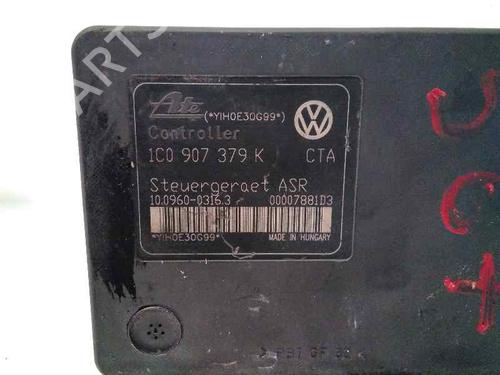 Ate (*YIH0E30G99*)
Controller
1C0 907 379 K CTA
Steuergeraet ASR
10.0960-0316.3 00007881D3
*YIH0E30G99*
MADE IN HUNGARY